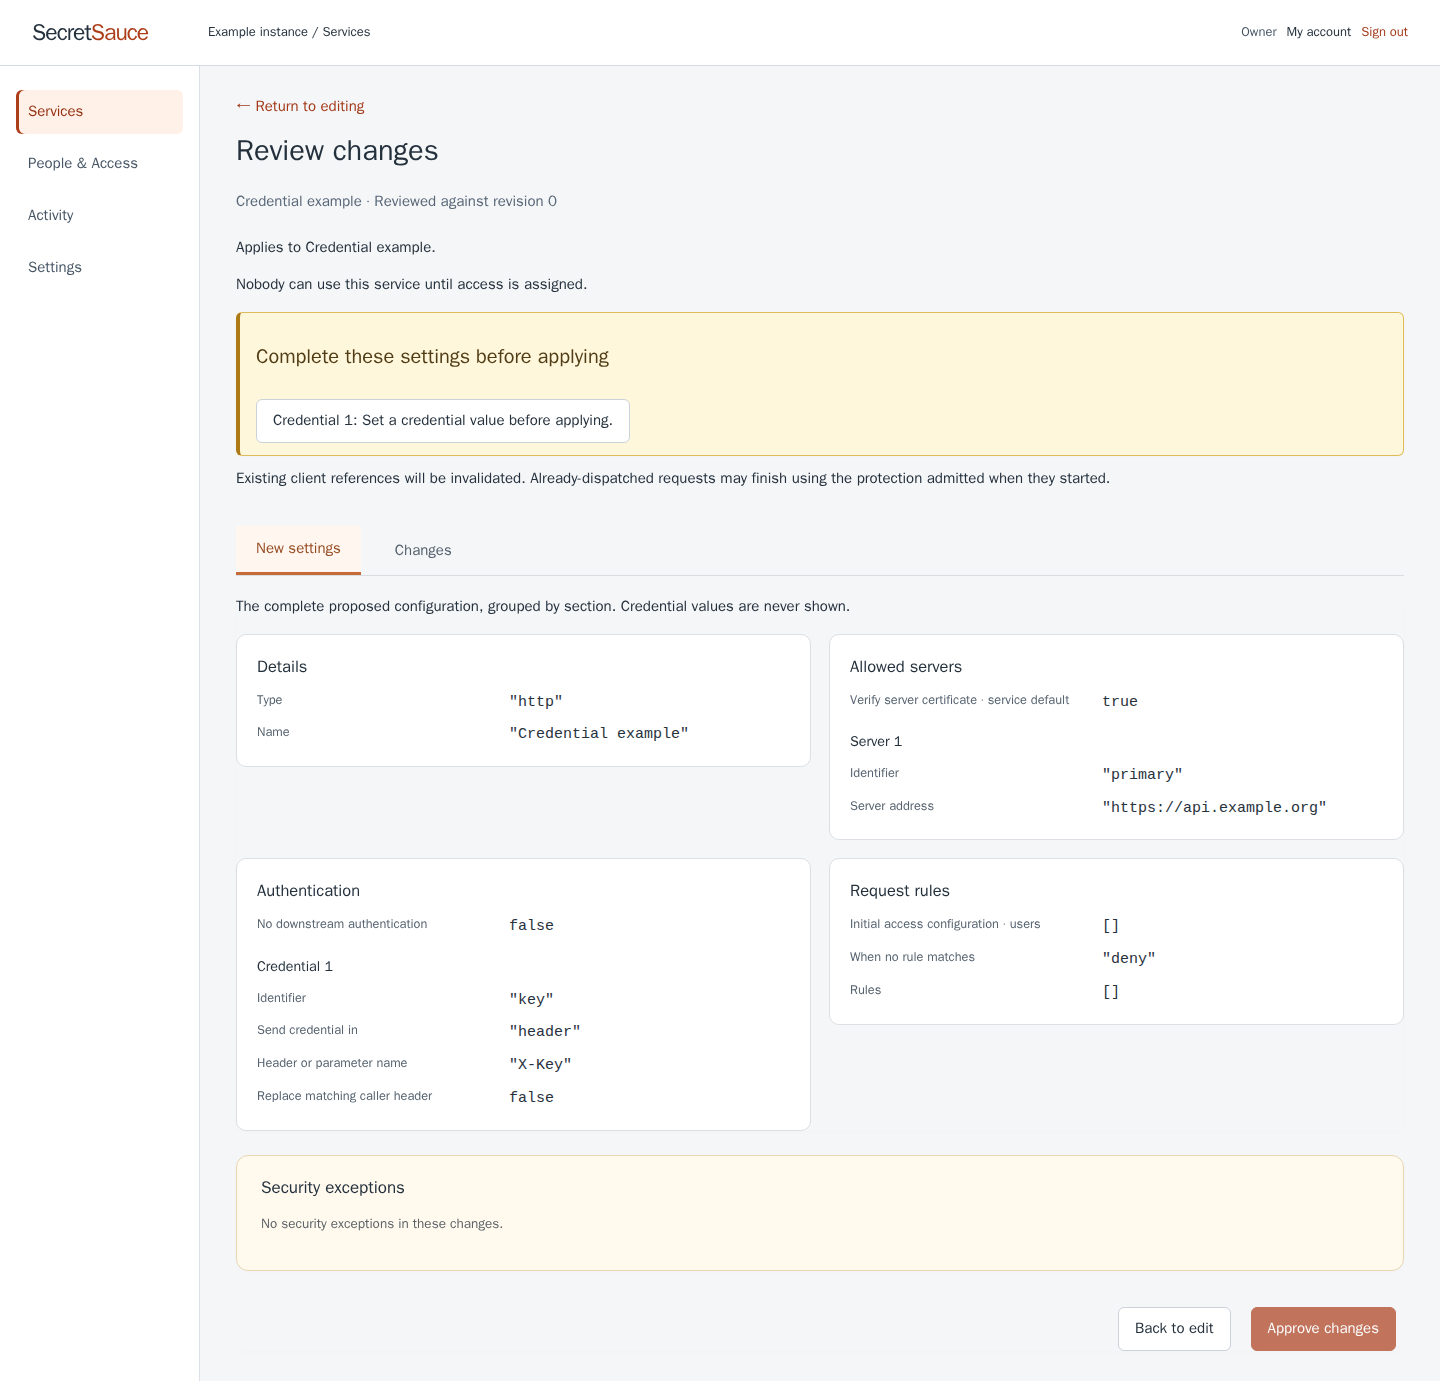 SecretSauce
Example instance / Services
Owner My account Sign out
Services
People & Access
Activity
Settings
← Return to editing
Review changes
Credential example · Reviewed against revision 0
Applies to Credential example.
Nobody can use this service until access is assigned.
Complete these settings before applying
Credential 1: Set a credential value before applying.
Existing client references will be invalidated. Already-dispatched requests may finish using the protection admitted when they started.
New settings
Changes
The complete proposed configuration, grouped by section. Credential values are never shown.
Details
Type "http"
Name "Credential example"
Allowed servers
Verify server certificate · service default true
Server 1
Identifier "primary"
Server address "https://api.example.org"
Authentication
No downstream authentication false
Credential 1
Identifier "key"
Send credential in "header"
Header or parameter name "X-Key"
Replace matching caller header false
Request rules
Initial access configuration · users []
When no rule matches "deny"
Rules []
Security exceptions
No security exceptions in these changes.
Back to edit
Approve changes